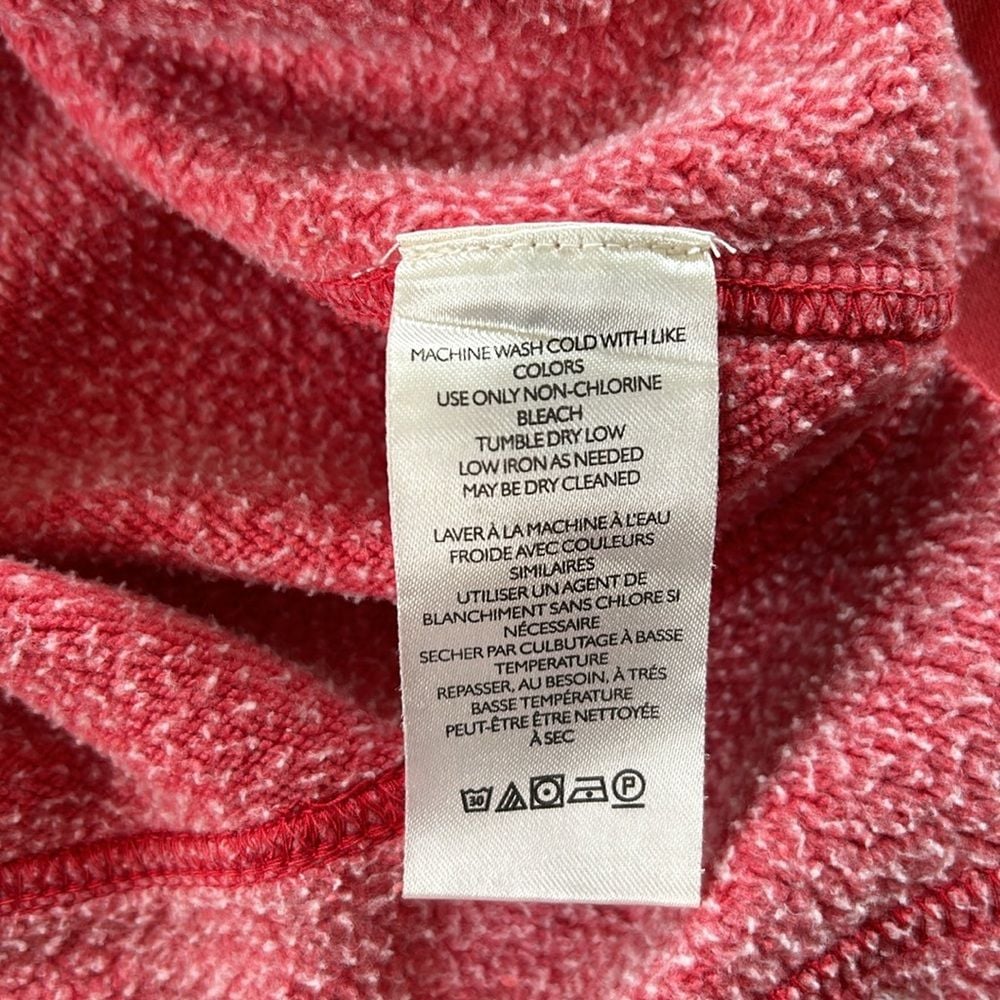 MACHINE WASH COLD WITH LIKE
COLORS
USE ONLY NON-CHLORINE
BLEACH
TUMBLE DRY LOW
LOW IRON AS NEEDED
MAY BE DRY CLEANED
LAVER À LA MACHINE À L'EAU
FROIDE AVEC COULEURS
SIMILAIRES
UTILISER UN AGENT DE
BLANCHIMENT SANS CHLORE SI
NÉCESSAIRE
SECHER PAR CULBUTAGE À BASSE
TEMPERATURE
REPASSER, AU BESOIN, À TRÉS
BASSE TEMPÉRATURE
PEUT-ÊTRE ÊTRE NETTOYÉE
À SEC
30 P